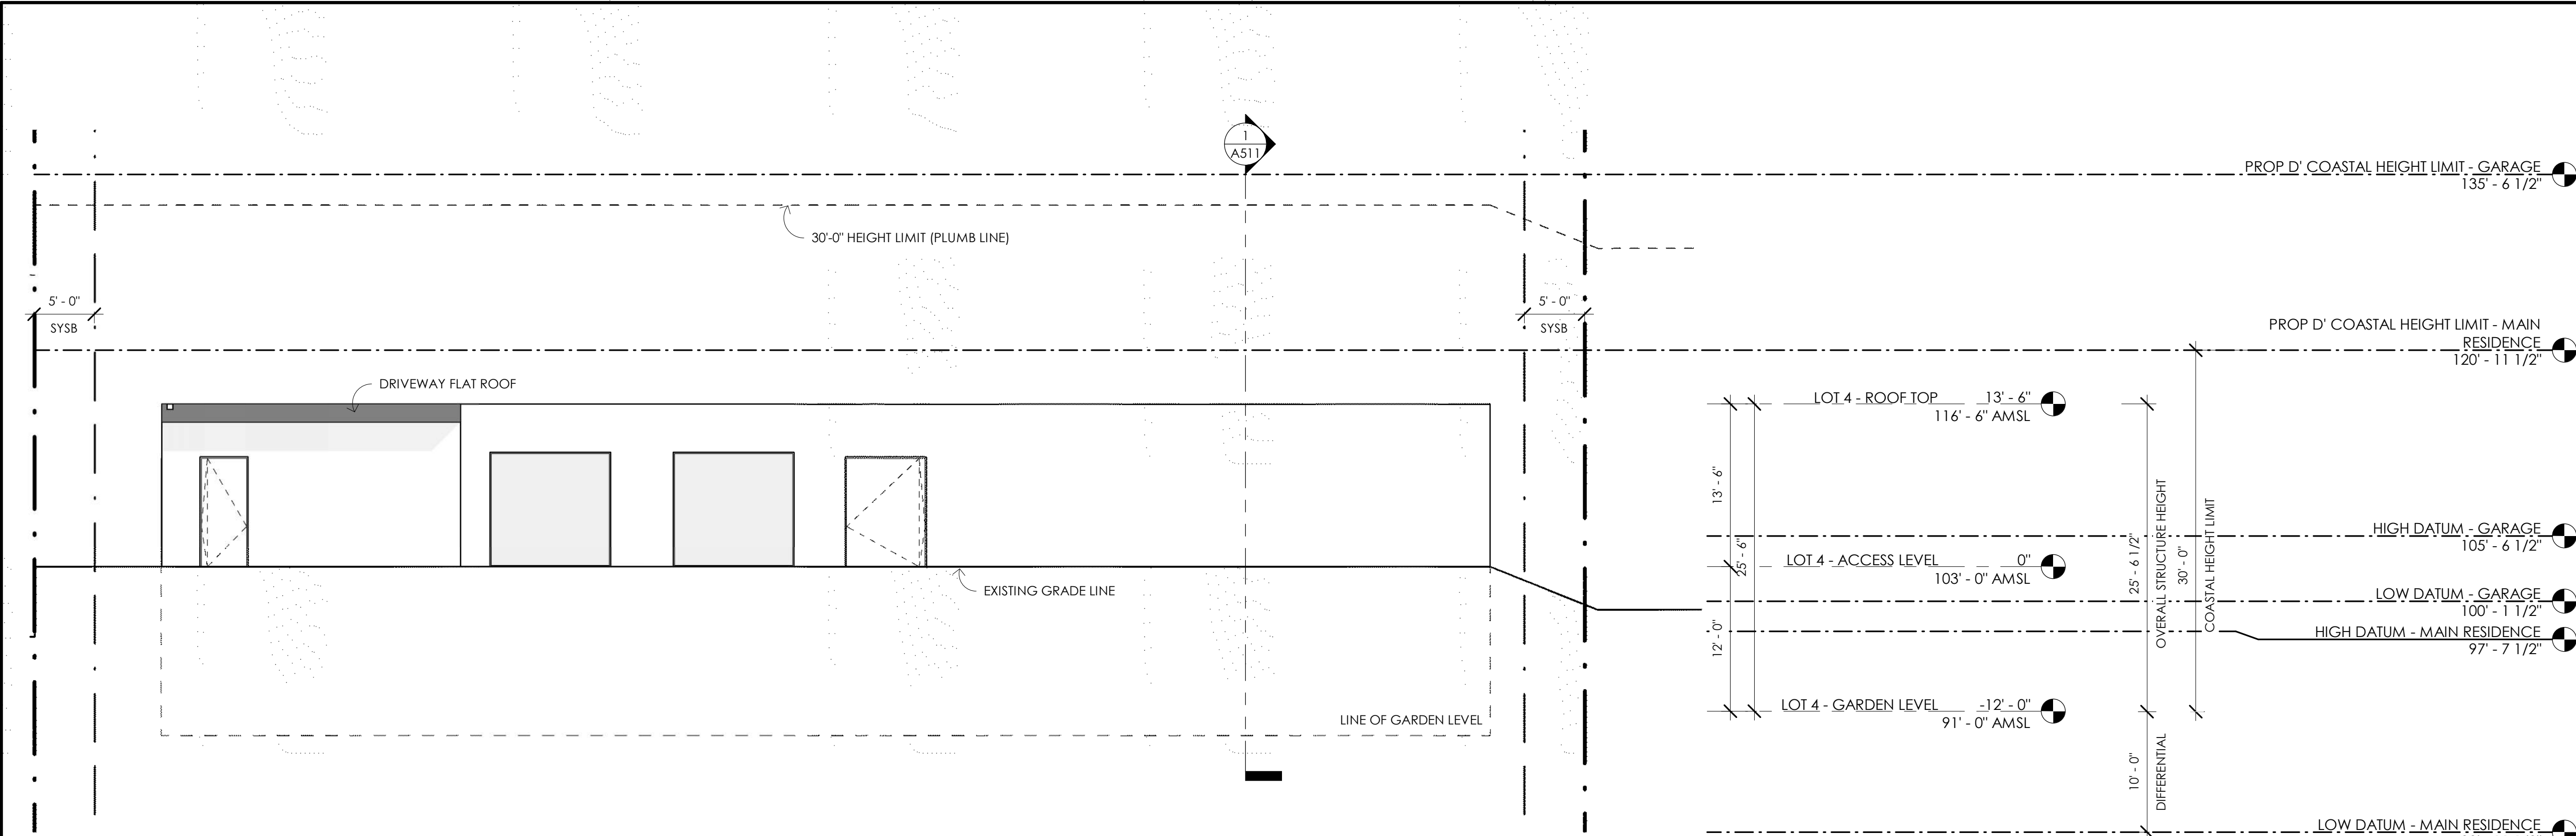 1
A511
PROP D' COASTAL HEIGHT LIMIT - GARAGE
135' - 6 1/2"
30'-0" HEIGHT LIMIT (PLUMB LINE)
5' - 0"
SYSB
5' - 0"
SYSB
PROP D' COASTAL HEIGHT LIMIT - MAIN
RESIDENCE
120' - 11 1/2"
DRIVEWAY FLAT ROOF
LOT 4 - ROOF TOP 13' - 6"
116' - 6" AMSL
13' - 6"
25' - 6"
12' - 0"
25' - 6 1/2"
OVERALL STRUCTURE HEIGHT
30' - 0"
COASTAL HEIGHT LIMIT
HIGH DATUM - GARAGE
105' - 6 1/2"
LOT 4 - ACCESS LEVEL 0"
103' - 0" AMSL
EXISTING GRADE LINE
LOW DATUM - GARAGE
100' - 1 1/2"
HIGH DATUM - MAIN RESIDENCE
97' - 7 1/2"
LINE OF GARDEN LEVEL
LOT 4 - GARDEN LEVEL -12' - 0"
91' - 0" AMSL
10' - 0"
DIFFERENTIAL
LOW DATUM - MAIN RESIDENCE